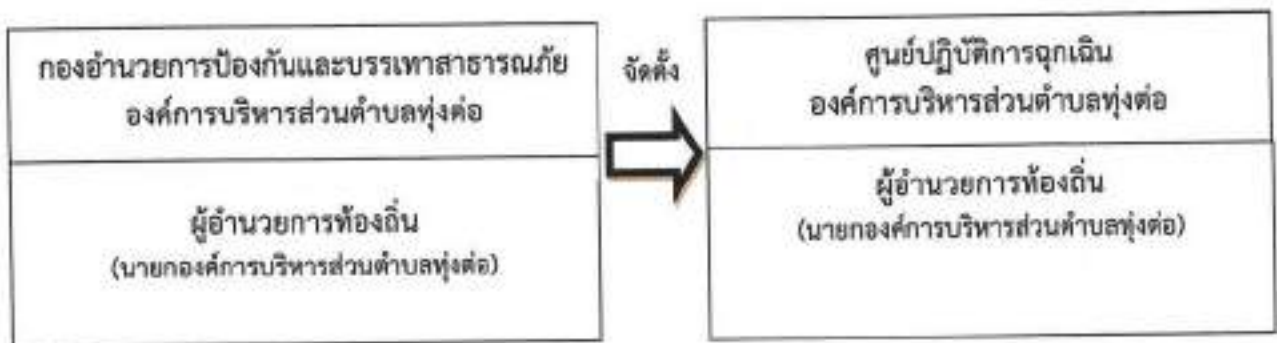 กองอำนวยการป้องกันและบรรเทาสาธารณภัย
องค์การบริหารส่วนตำบลทุ่งต่อ
ผู้อำนวยการท้องถิ่น
(นายกองค์การบริหารส่วนตำบลทุ่งต่อ)
จัดตั้ง
ศูนย์ปฏิบัติการฉุกเฉิน
องค์การบริหารส่วนตำบลทุ่งต่อ
ผู้อำนวยการท้องถิ่น
(นายกองค์การบริหารส่วนตำบลทุ่งต่อ)